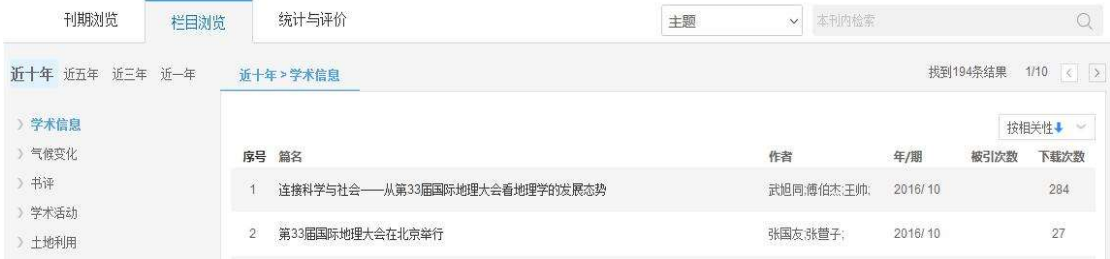 刊期浏览 栏目浏览 统计与评价 主题 本刊内检索
近十年 近五年 近三年 近一年 近十年>学术信息 找到194条结果 1/10 < >
> 学术信息
按相关性⬇
> 气候变化
序号 篇名 作者 年/期 被引次数 下载次数
> 书评
1 连接科学与社会——从第33届国际地理大会看地理学的发展态势 武旭同;傅伯杰;王帅; 2016/10 284
> 学术活动
2 第33届国际地理大会在北京举行 张国友;张萱子; 2016/10 27
> 土地利用